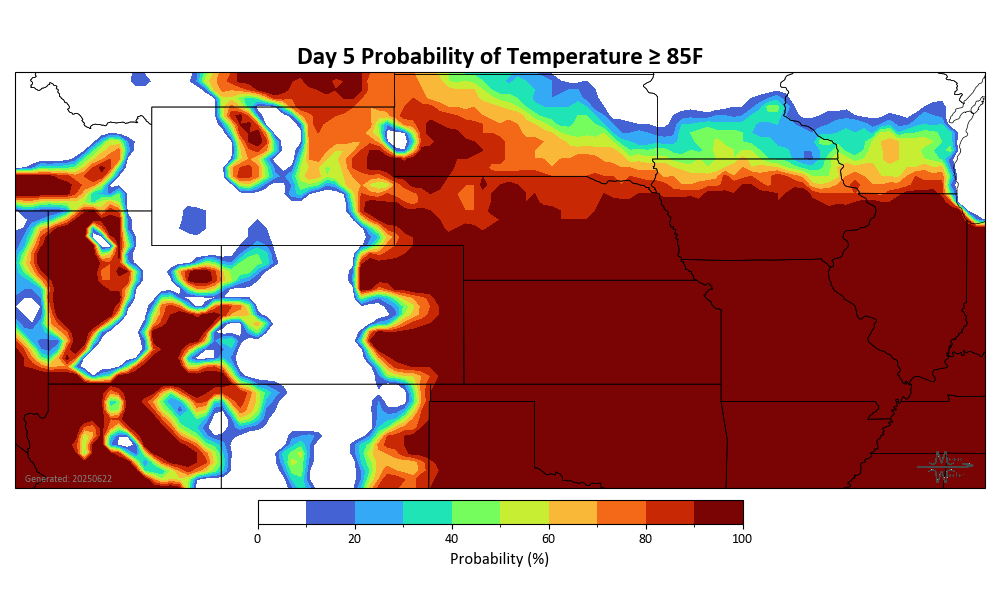 Day 5 Probability of Temperature ≥ 85F
Generated: 20250622
0 20 40 60 80 100
Probability (%)